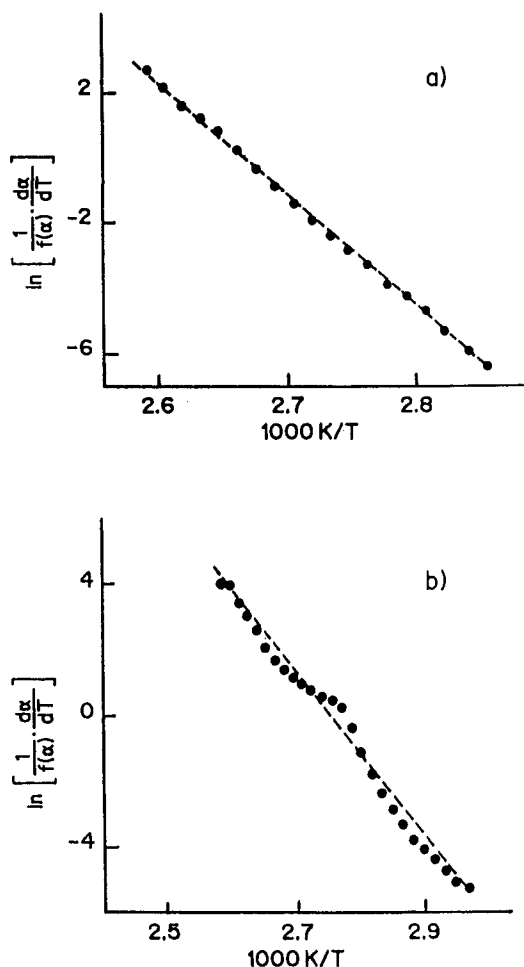 a)
2
-2
-6
ln [ 1/f(α) · dα/dT ]
2.6 2.7 2.8
1000 K/T
b)
4
0
-4
ln [ 1/f(α) · dα/dT ]
2.5 2.7 2.9
1000 K/T